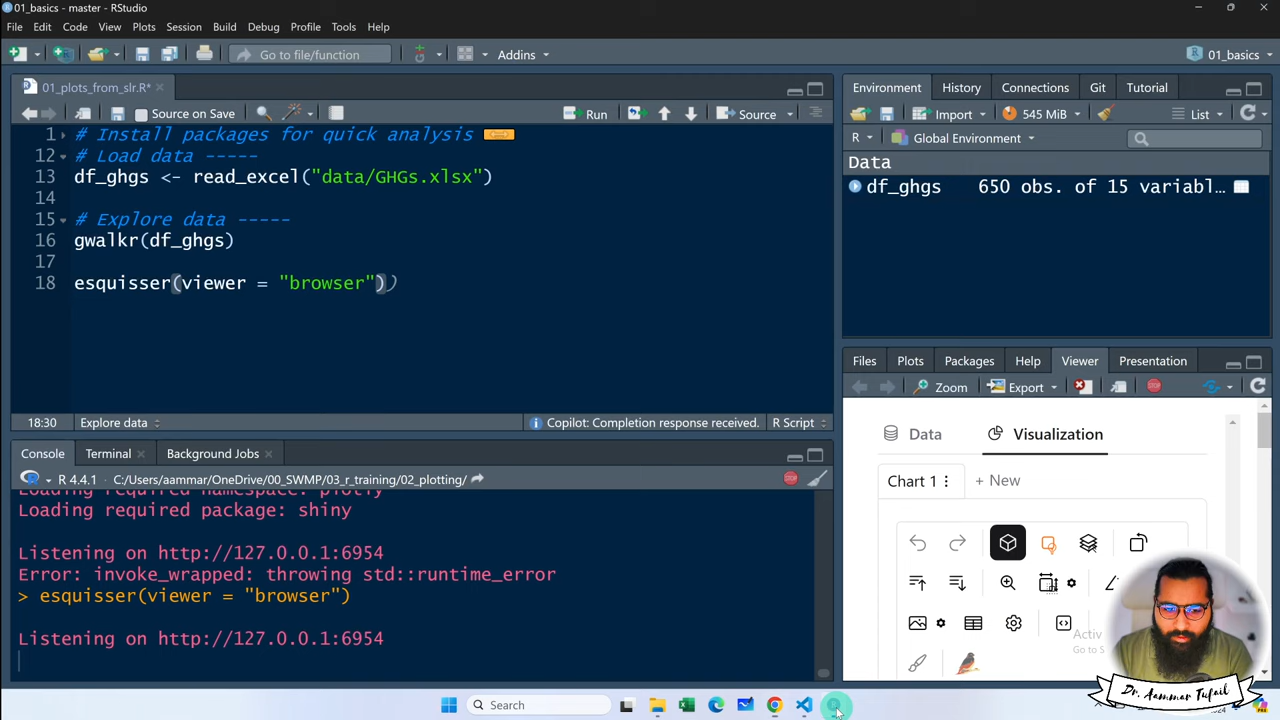 01_basics - master - RStudio
File Edit Code View Plots Session Build Debug Profile Tools Help
Go to file/function Addins 01_basics
01_plots_from_slr.R*
Source on Save Run Source
1 # Install packages for quick analysis
12 # Load data -----
13 df_ghgs <- read_excel("data/GHGs.xlsx")
14
15 # Explore data -----
16 gwalkr(df_ghgs)
17
18 esquisser(viewer = "browser"))
18:30 Explore data Copilot: Completion response received. R Script
Console Terminal Background Jobs
R 4.4.1 C:/Users/aammar/OneDrive/00_SWMP/03_r_training/02_plotting/
Loading required namespace: plotly
Loading required package: shiny
Listening on http://127.0.0.1:6954
Error: invoke_wrapped: throwing std::runtime_error
> esquisser(viewer = "browser")
Listening on http://127.0.0.1:6954
Environment History Connections Git Tutorial
Import 545 MiB List
R Global Environment
Data
df_ghgs 650 obs. of 15 variabl…
Files Plots Packages Help Viewer Presentation
Zoom Export
Data Visualization
Chart 1 + New
Activ
Go to S
Dr. Aammar Tufail
Search